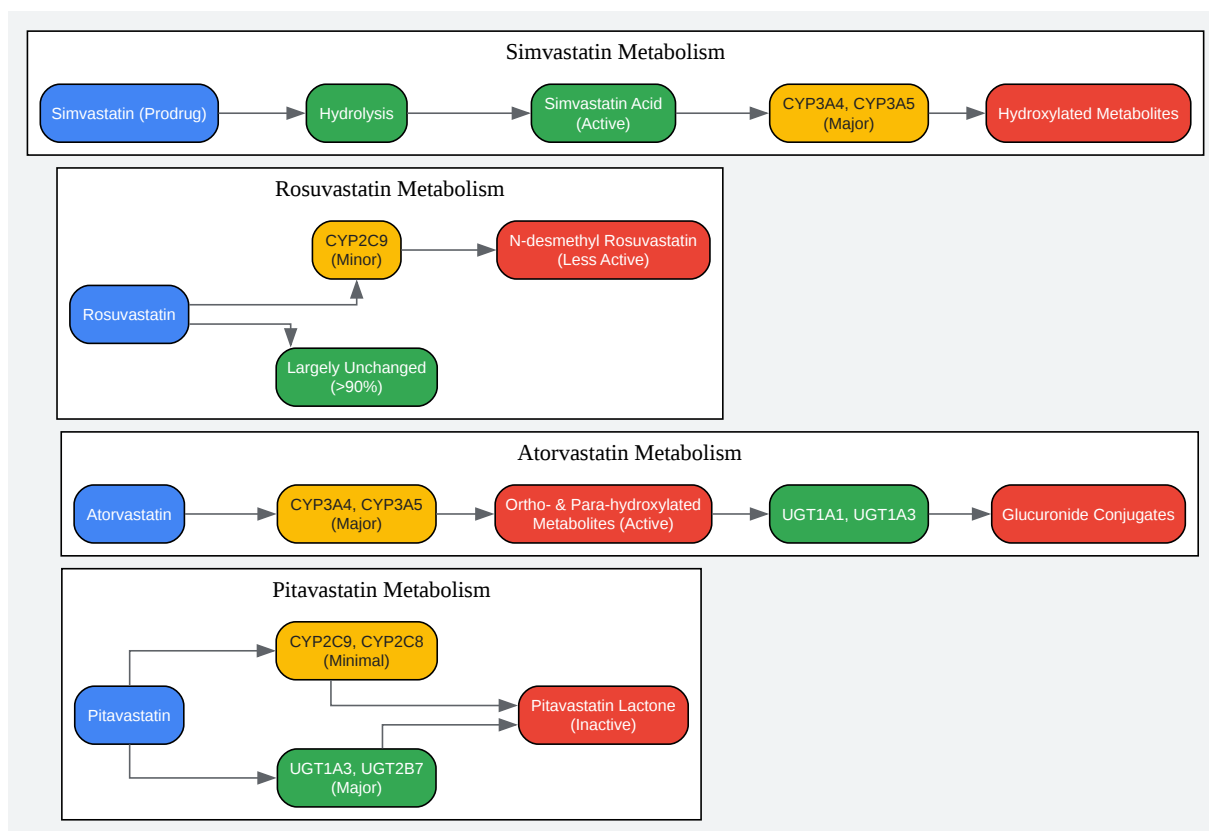 Simvastatin Metabolism
Simvastatin (Prodrug)
Hydrolysis
Simvastatin Acid
(Active)
CYP3A4, CYP3A5
(Major)
Hydroxylated Metabolites
Rosuvastatin Metabolism
Rosuvastatin
CYP2C9
(Minor)
N-desmethyl Rosuvastatin
(Less Active)
Largely Unchanged
(>90%)
Atorvastatin Metabolism
Atorvastatin
CYP3A4, CYP3A5
(Major)
Ortho- & Para-hydroxylated
Metabolites (Active)
UGT1A1, UGT1A3
Glucuronide Conjugates
Pitavastatin Metabolism
Pitavastatin
CYP2C9, CYP2C8
(Minimal)
UGT1A3, UGT2B7
(Major)
Pitavastatin Lactone
(Inactive)